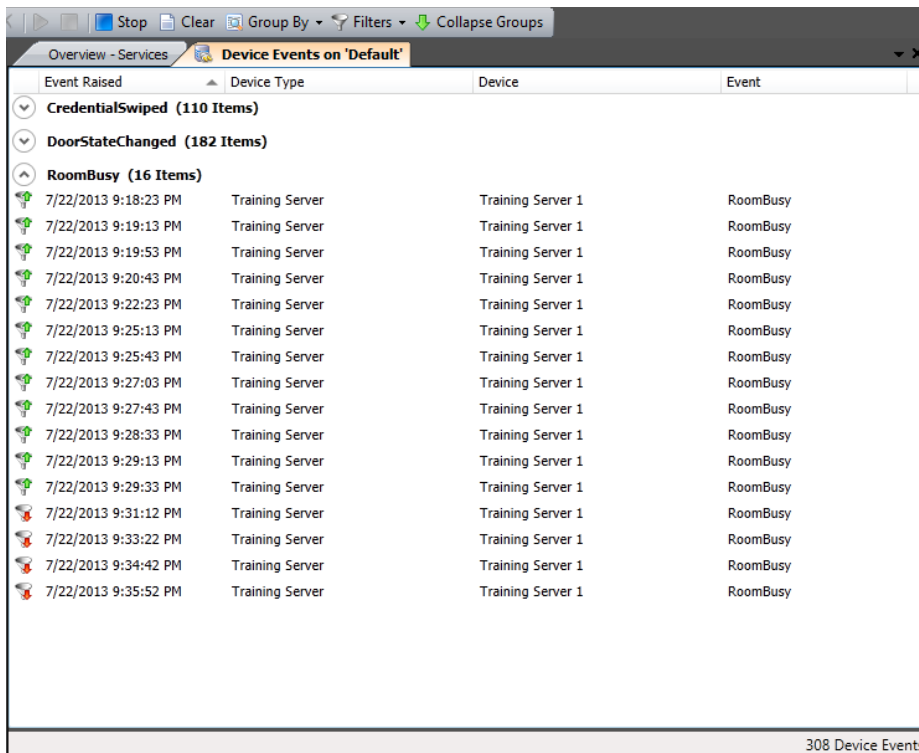 Stop Clear Group By Filters Collapse Groups
Overview - Services Device Events on 'Default'
Event Raised Device Type Device Event
CredentialSwiped (110 Items)
DoorStateChanged (182 Items)
RoomBusy (16 Items)
7/22/2013 9:18:23 PM Training Server Training Server 1 RoomBusy
7/22/2013 9:19:13 PM Training Server Training Server 1 RoomBusy
7/22/2013 9:19:53 PM Training Server Training Server 1 RoomBusy
7/22/2013 9:20:43 PM Training Server Training Server 1 RoomBusy
7/22/2013 9:22:23 PM Training Server Training Server 1 RoomBusy
7/22/2013 9:25:13 PM Training Server Training Server 1 RoomBusy
7/22/2013 9:25:43 PM Training Server Training Server 1 RoomBusy
7/22/2013 9:27:03 PM Training Server Training Server 1 RoomBusy
7/22/2013 9:27:43 PM Training Server Training Server 1 RoomBusy
7/22/2013 9:28:33 PM Training Server Training Server 1 RoomBusy
7/22/2013 9:29:13 PM Training Server Training Server 1 RoomBusy
7/22/2013 9:29:33 PM Training Server Training Server 1 RoomBusy
7/22/2013 9:31:12 PM Training Server Training Server 1 RoomBusy
7/22/2013 9:33:22 PM Training Server Training Server 1 RoomBusy
7/22/2013 9:34:42 PM Training Server Training Server 1 RoomBusy
7/22/2013 9:35:52 PM Training Server Training Server 1 RoomBusy
308 Device Event